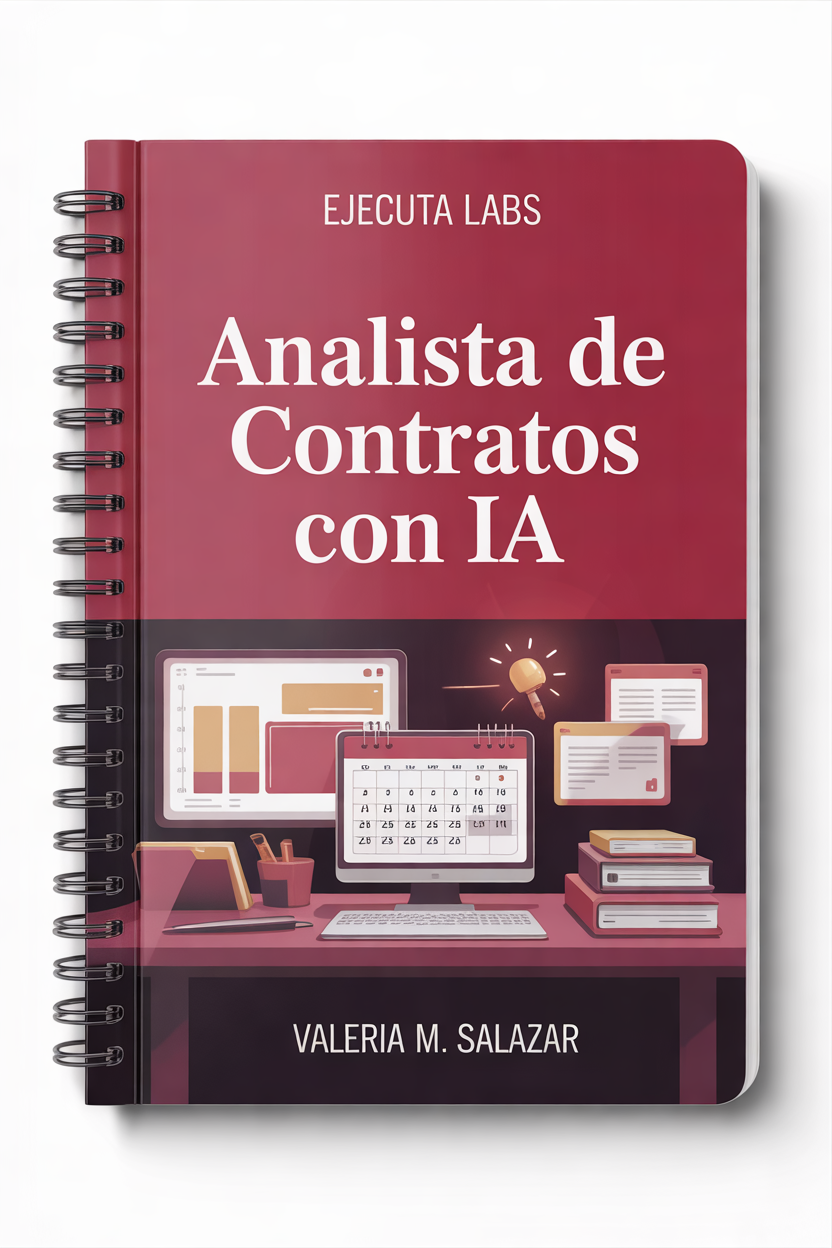 EJECUTA LABS
Analista de
Contratos
con IA
VALERIA M. SALAZAR